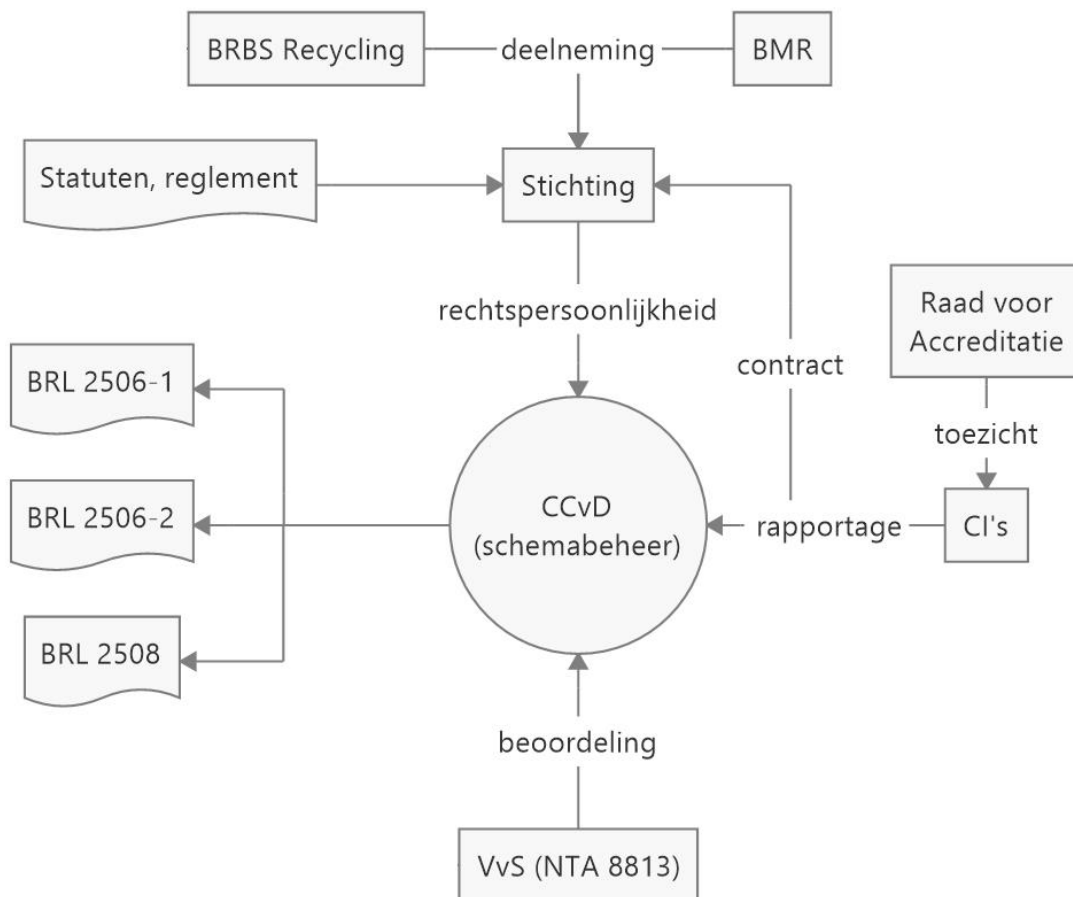 BRBS Recycling
deelneming
BMR
Statuten, reglement
Stichting
rechtspersoonlijkheid
contract
Raad voor
Accreditatie
toezicht
BRL 2506-1
BRL 2506-2
BRL 2508
CCvD
(schemabeheer)
rapportage
CI's
beoordeling
VvS (NTA 8813)